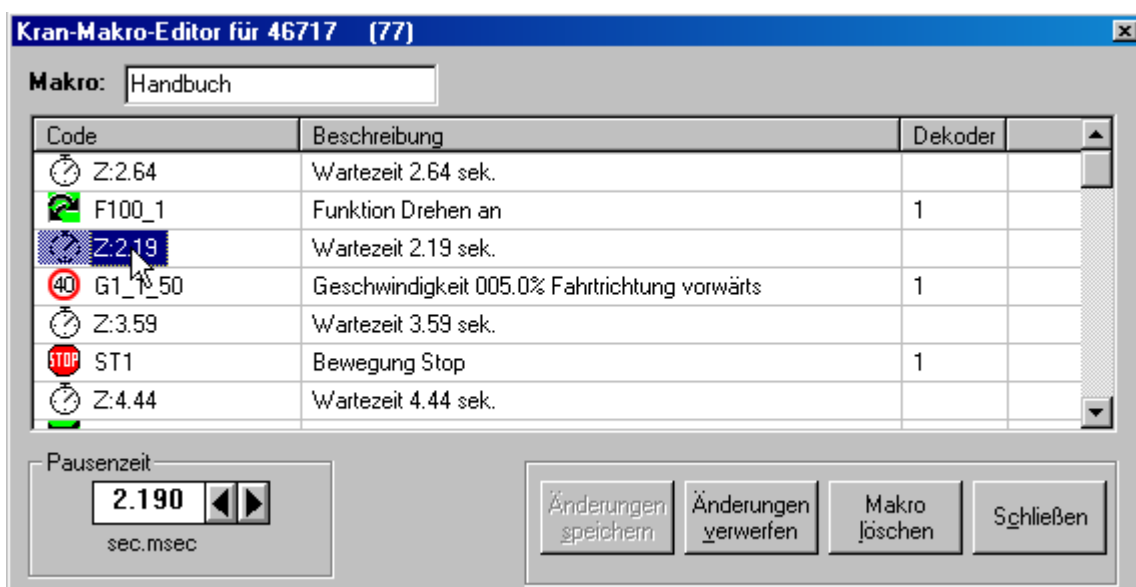 Kran-Makro-Editor für 46717 (77)
Makro: Handbuch
Code Beschreibung Dekoder
Z:2.64 Wartezeit 2.64 sek.
F100_1 Funktion Drehen an 1
Z:2.19 Wartezeit 2.19 sek.
40 G1_1_50 Geschwindigkeit 005.0% Fahrtrichtung vorwärts 1
Z:3.59 Wartezeit 3.59 sek.
STOP ST1 Bewegung Stop 1
Z:4.44 Wartezeit 4.44 sek.
Pausenzeit
2.190
sec.msec
Änderungen
speichern
Änderungen
verwerfen
Makro
löschen
Schließen